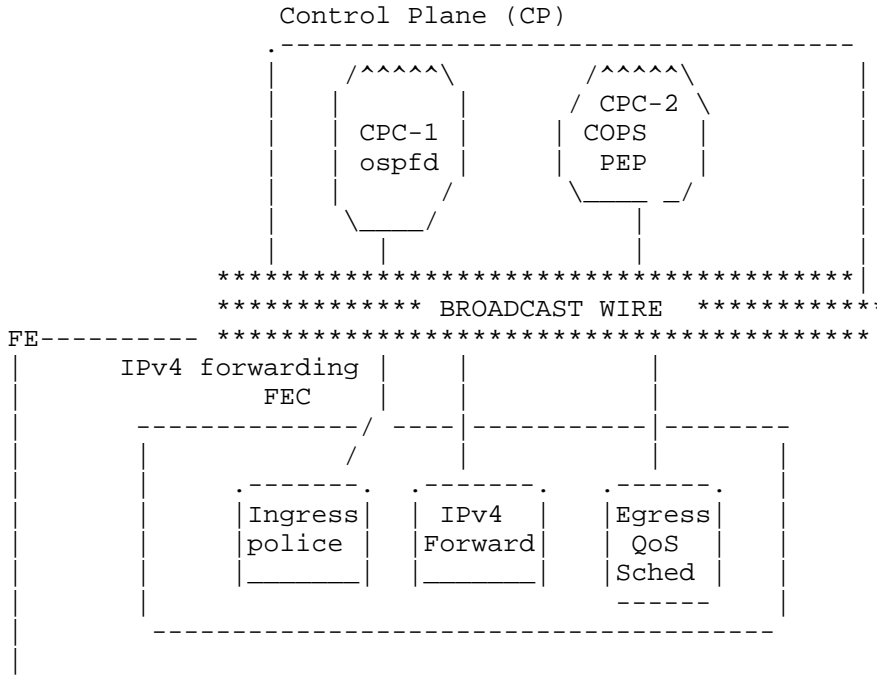 Control Plane (CP)
CPC-2
CPC-1 COPS
ospfd PEP
BROADCAST WIRE
FE
IPv4 forwarding
FEC
Ingress IPv4 Egress
police Forward QoS
Sched